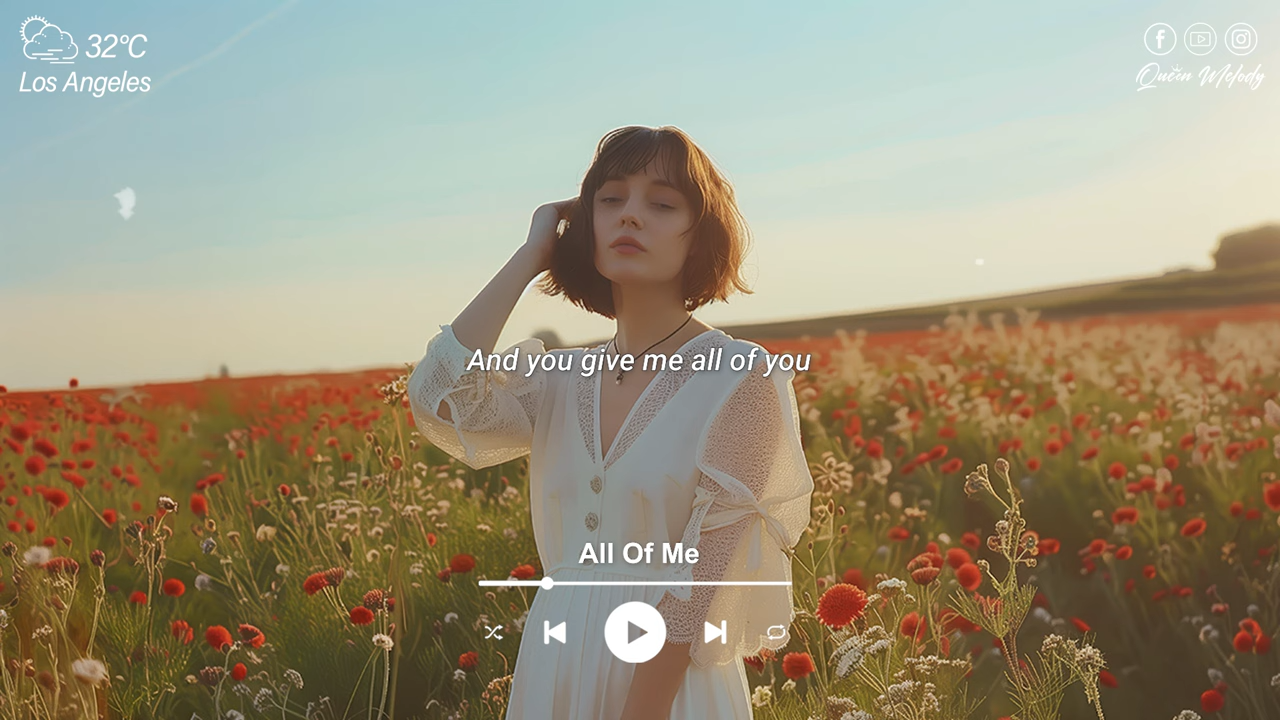 32°C
Los Angeles
Queen Melody
And you give me all of you
All Of Me